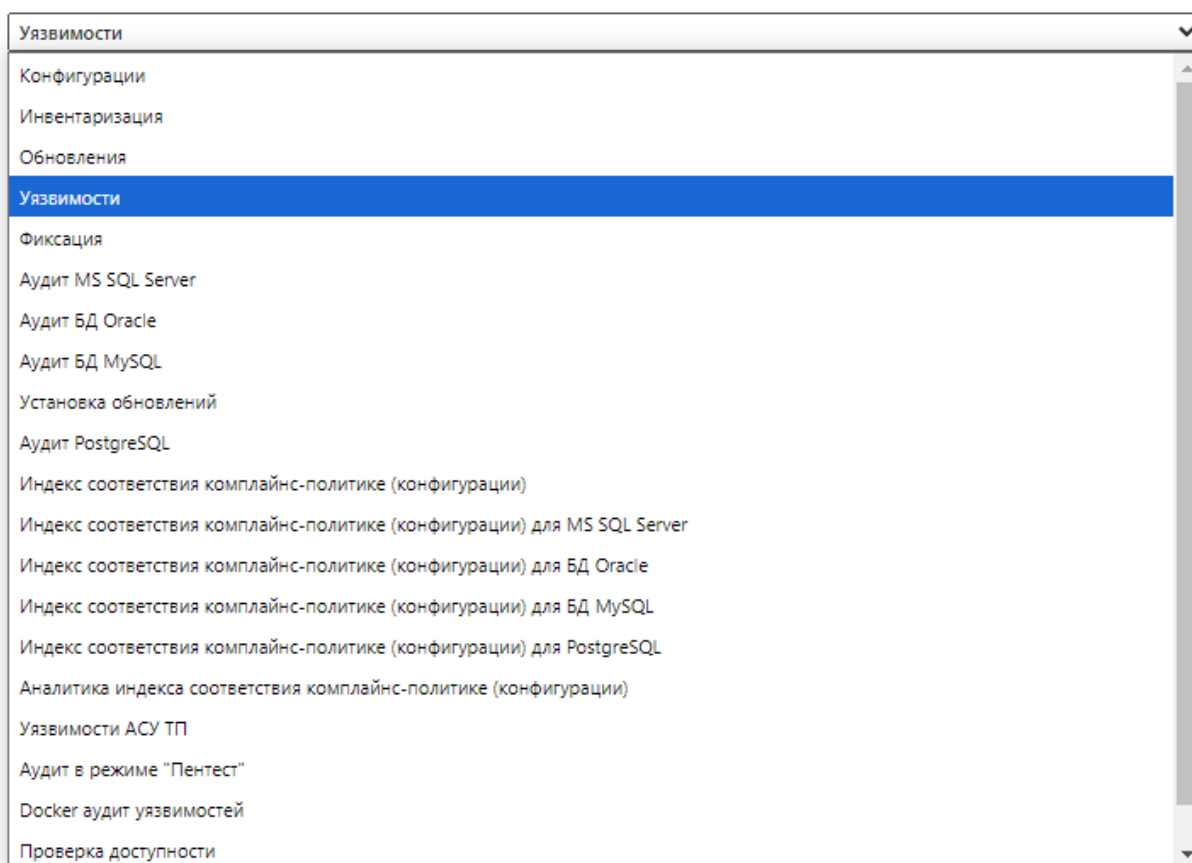 Уязвимости
Конфигурации
Инвентаризация
Обновления
Уязвимости
Фиксация
Аудит MS SQL Server
Аудит БД Oracle
Аудит БД MySQL
Установка обновлений
Аудит PostgreSQL
Индекс соответствия комплайнс-политике (конфигурации)
Индекс соответствия комплайнс-политике (конфигурации) для MS SQL Server
Индекс соответствия комплайнс-политике (конфигурации) для БД Oracle
Индекс соответствия комплайнс-политике (конфигурации) для БД MySQL
Индекс соответствия комплайнс-политике (конфигурации) для PostgreSQL
Аналитика индекса соответствия комплайнс-политике (конфигурации)
Уязвимости АСУ ТП
Аудит в режиме "Пентест"
Docker аудит уязвимостей
Проверка доступности